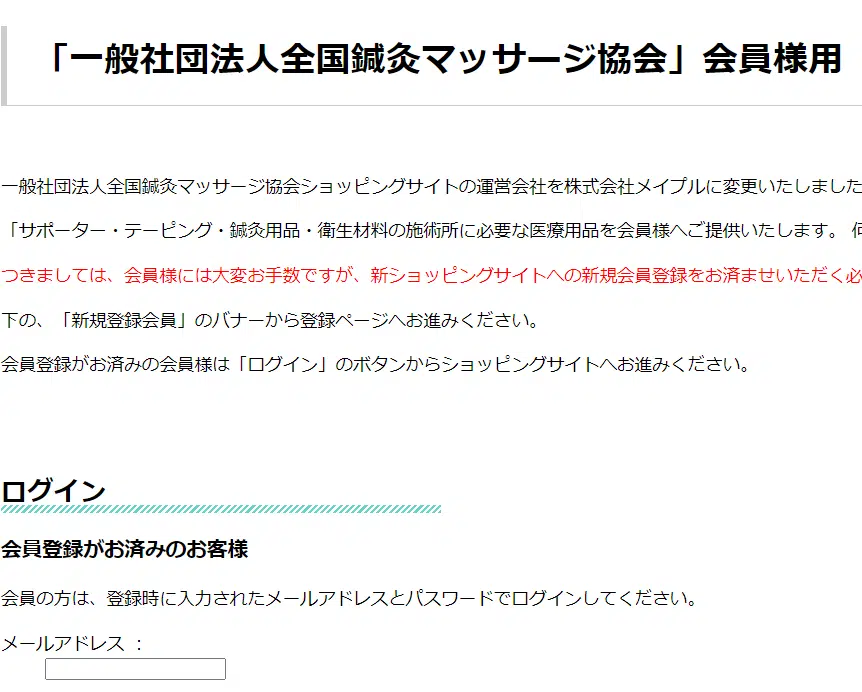 「一般社団法人全国鍼灸マッサージ協会」会員様用
一般社団法人全国鍼灸マッサージ協会ショッピングサイトの運営会社を株式会社メイプルに変更いたしました
「サポーター・テーピング・鍼灸用品・衛生材料の施術所に必要な医療用品を会員様へご提供いたします。
つきましては、会員様には大変お手数ですが、新ショッピングサイトへの新規会員登録をお済ませいただく必
下の、「新規登録会員」のバナーから登録ページへお進みください。
会員登録がお済みの会員様は「ログイン」のボタンからショッピングサイトへお進みください。
ログイン
会員登録がお済みのお客様
会員の方は、登録時に入力されたメールアドレスとパスワードでログインしてください。
メールアドレス ：